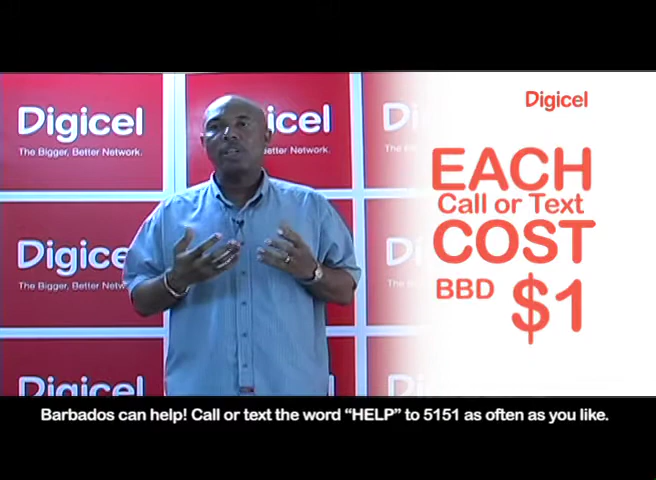 Digicel
EACH
Call or Text
COST
BBD $1
Digicel
The Bigger, Better Network.
Digicel
Better Network.
Digicel
The Bigger, Better Network.
Digicel
Barbados can help! Call or text the word “HELP” to 5151 as often as you like.